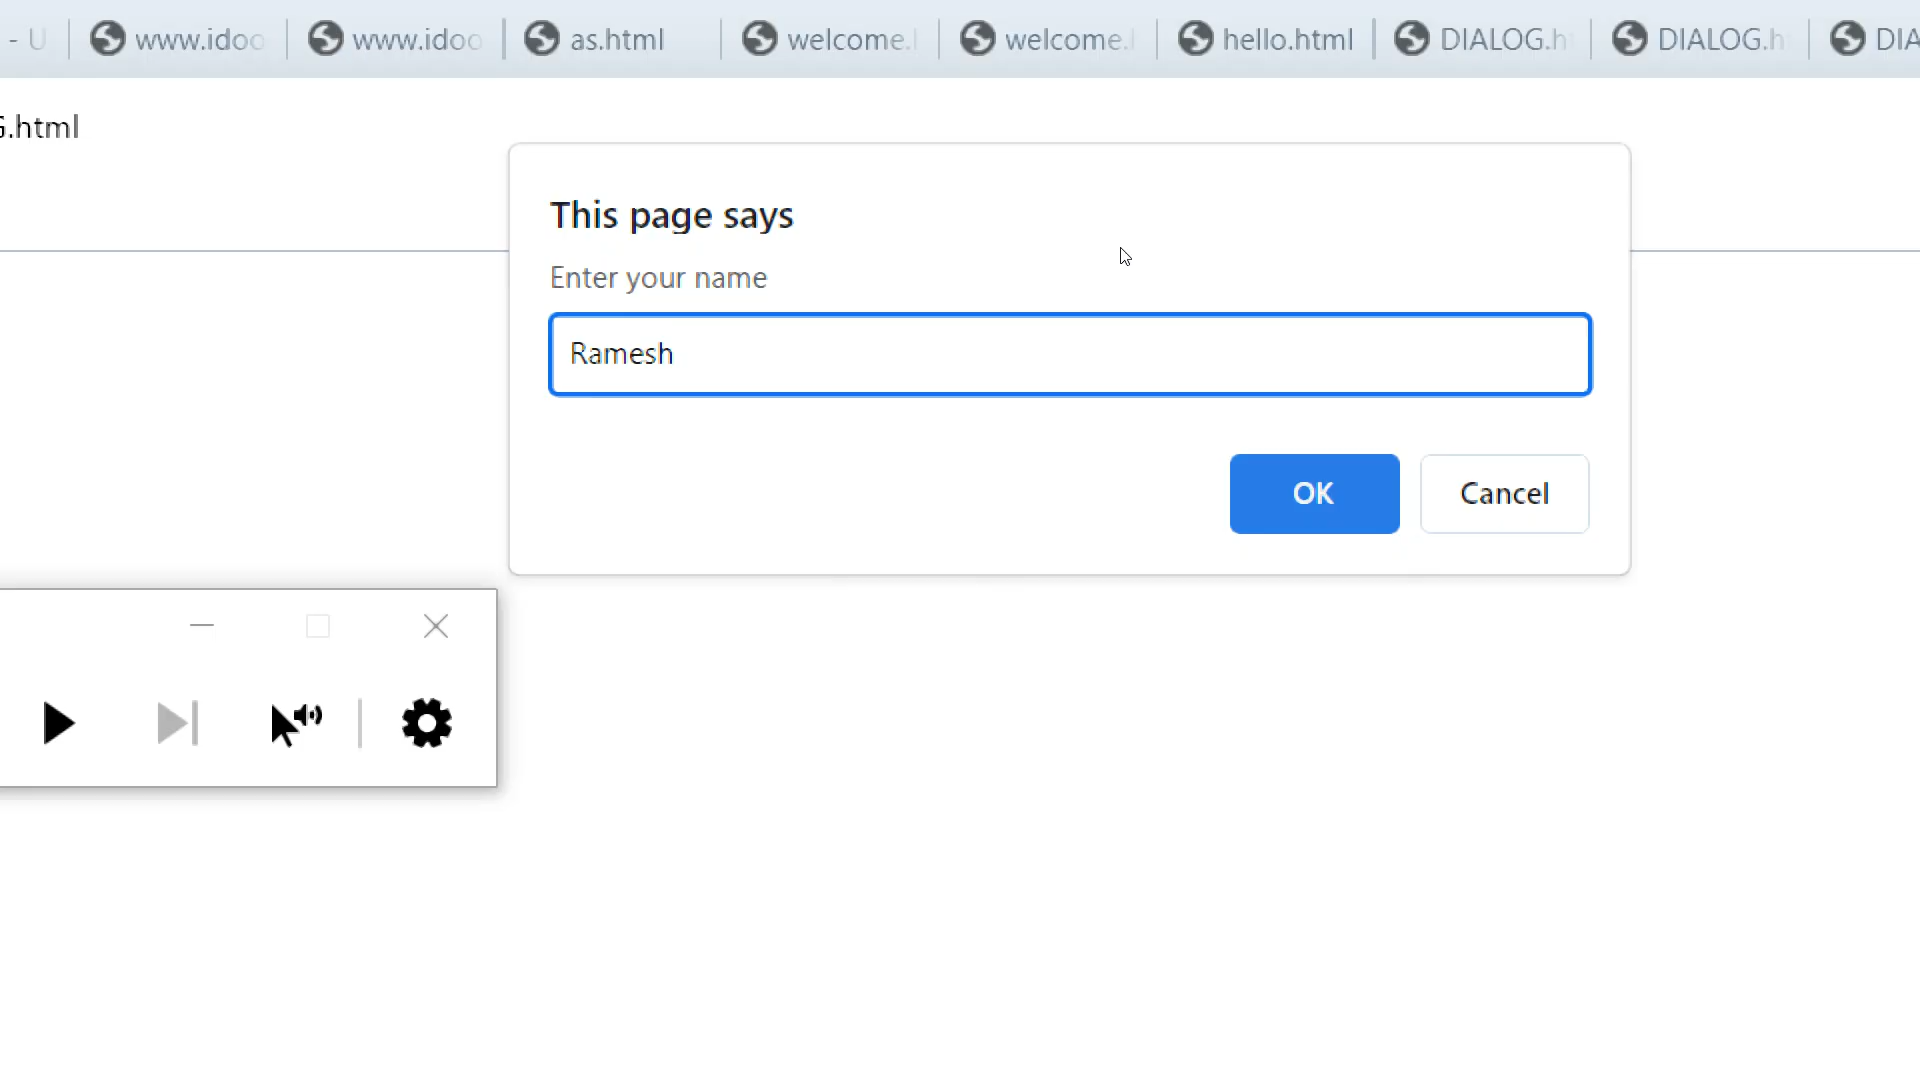 - U www.idoo www.idoo as.html welcome. welcome. hello.html DIALOG.h DIALOG.h DIA
G.html
This page says
Enter your name
Ramesh
OK Cancel